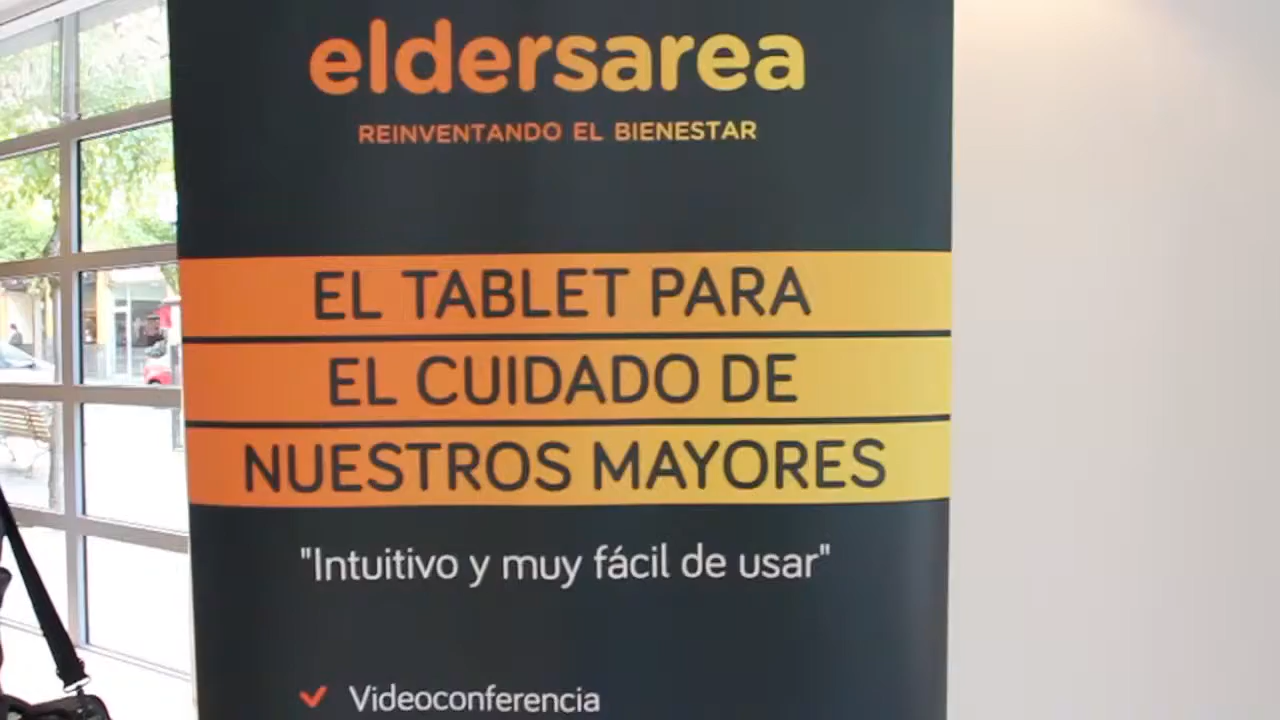 eldersarea
REINVENTANDO EL BIENESTAR
EL TABLET PARA
EL CUIDADO DE
NUESTROS MAYORES
"Intuitivo y muy fácil de usar"
Videoconferencia